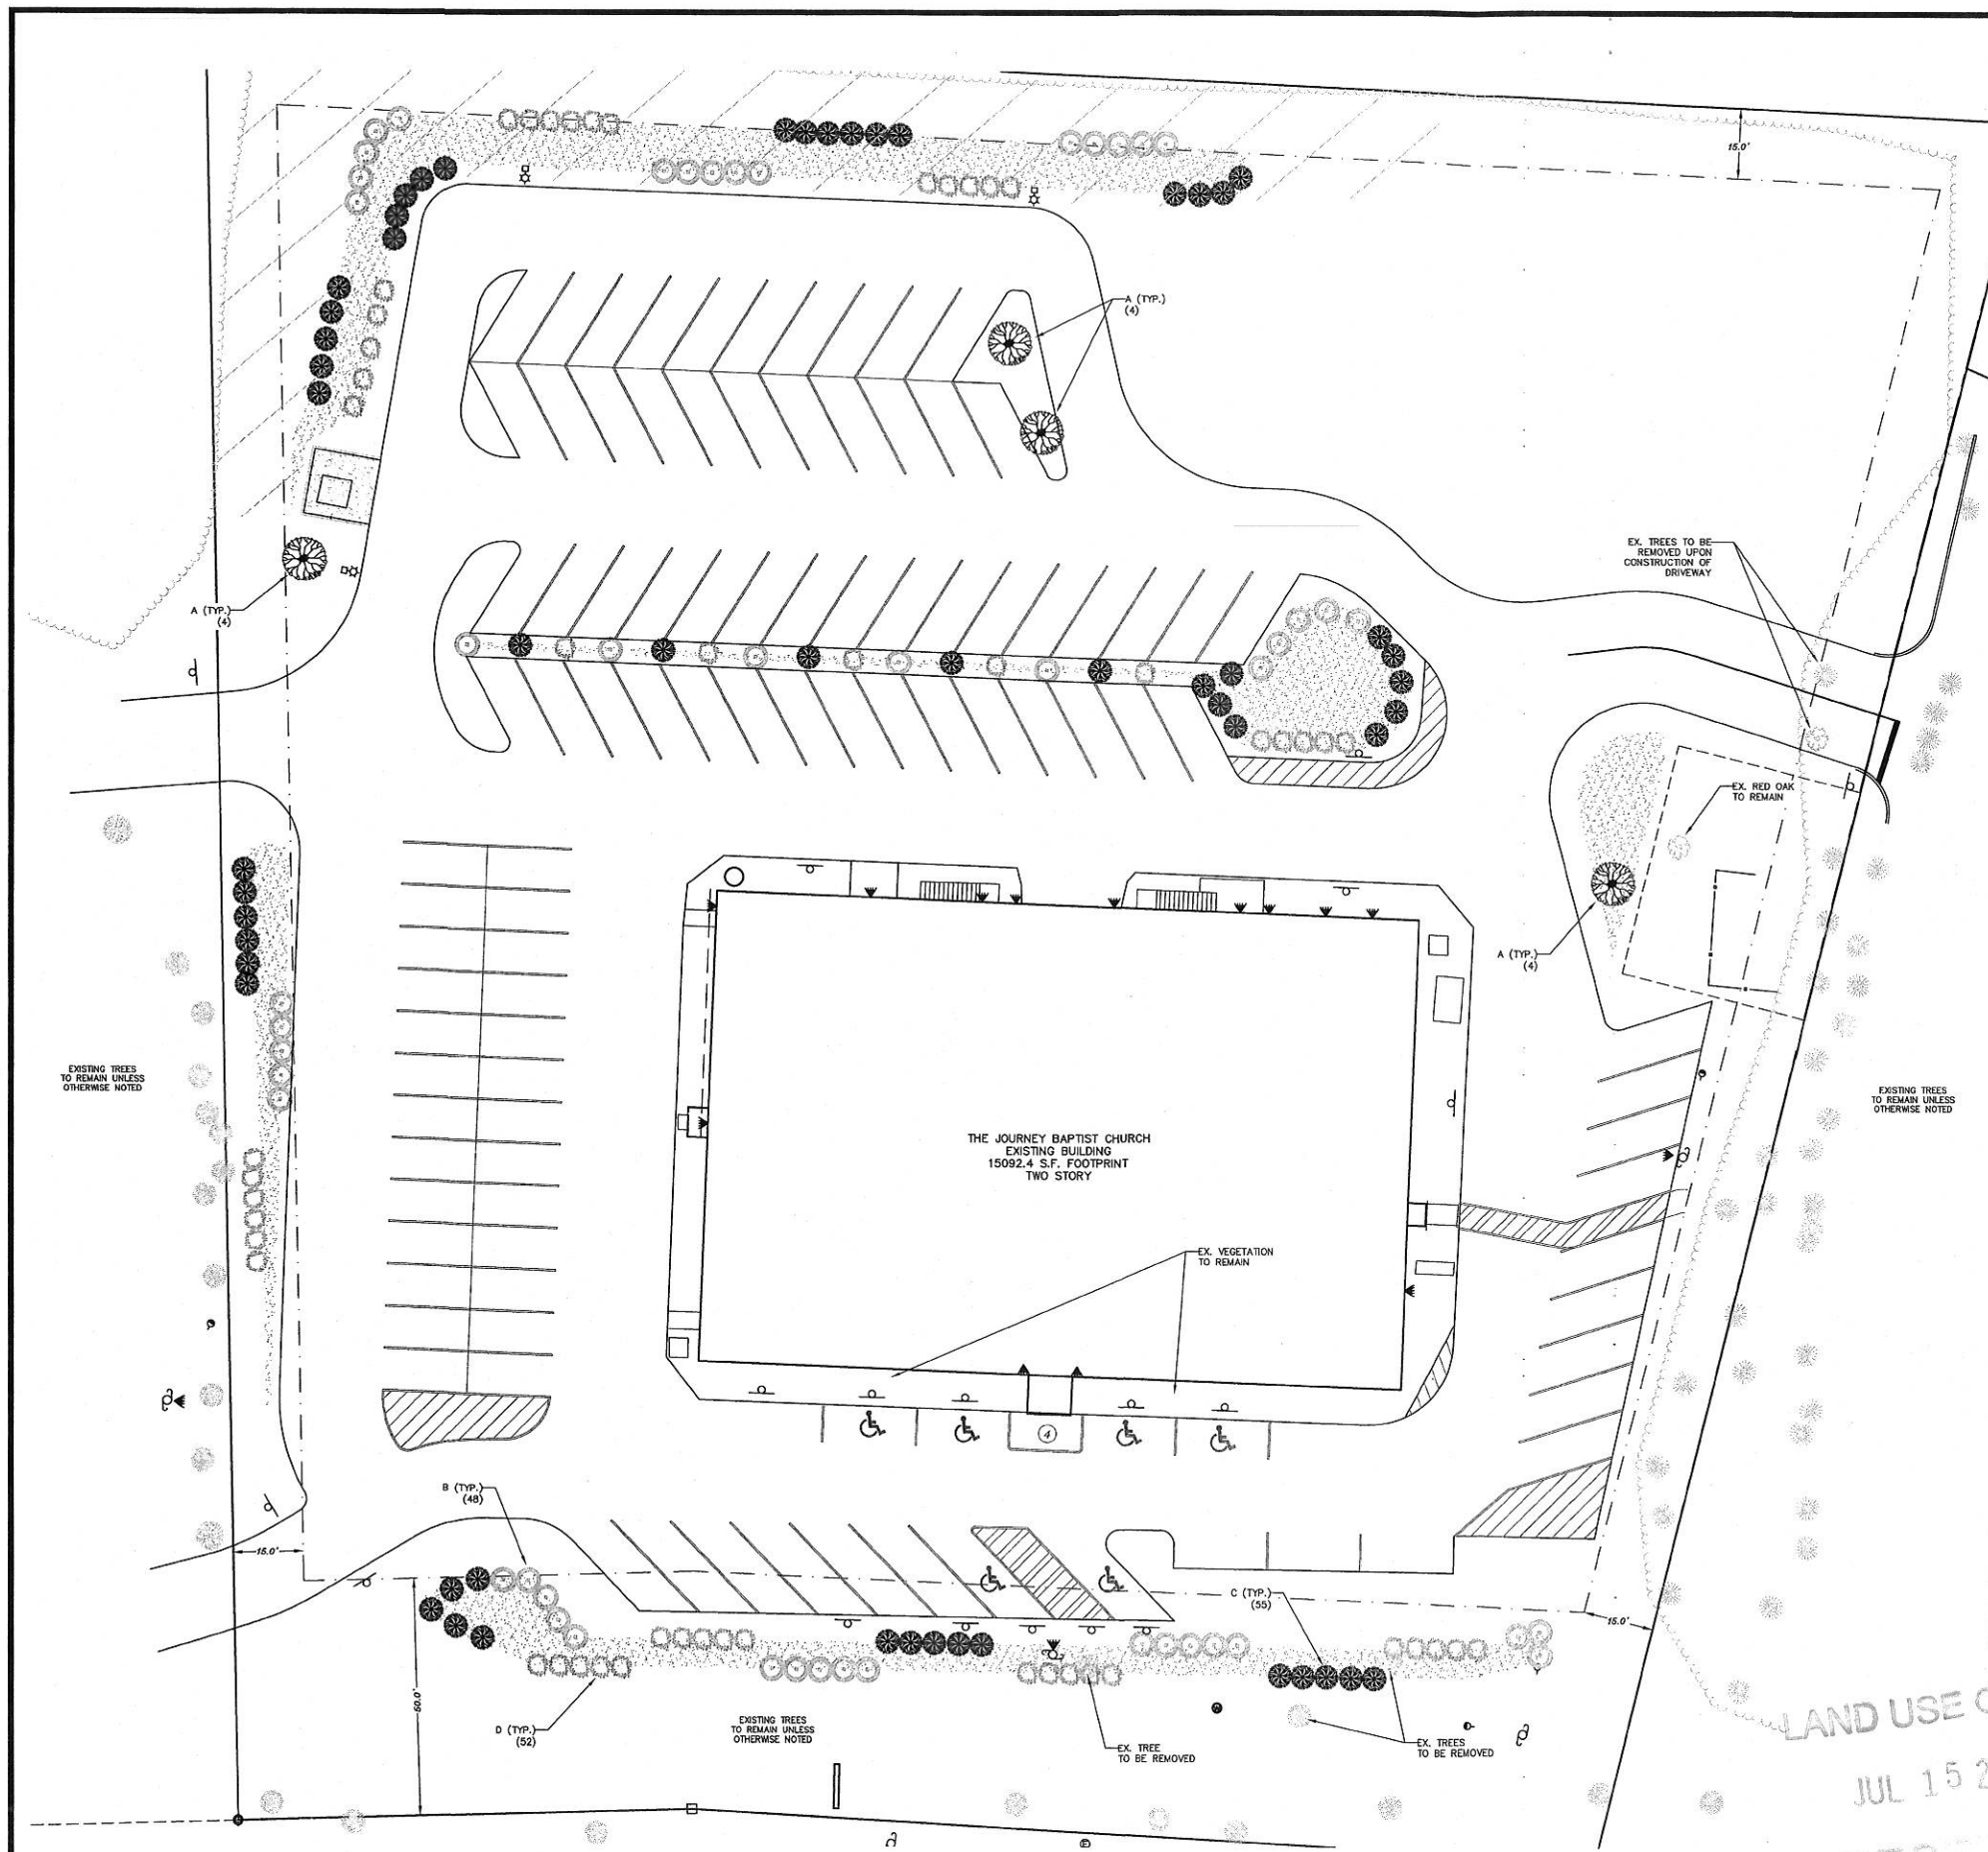 15.0'
A (TYP.)
(4)
EX. TREES TO BE
REMOVED UPON
CONSTRUCTION OF
DRIVEWAY
A (TYP.)
(4)
EX. RED OAK
TO REMAIN
A (TYP.)
(4)
EXISTING TREES
TO REMAIN UNLESS
OTHERWISE NOTED
EXISTING TREES
TO REMAIN UNLESS
OTHERWISE NOTED
THE JOURNEY BAPTIST CHURCH
EXISTING BUILDING
15092.4 S.F. FOOTPRINT
TWO STORY
EX. VEGETATION
TO REMAIN
4
B (TYP.)
(48)
15.0'
C (TYP.)
(55)
15.0'
50.0'
D (TYP.)
(52)
EXISTING TREES
TO REMAIN UNLESS
OTHERWISE NOTED
EX. TREE
TO BE REMOVED
EX. TREES
TO BE REMOVED
LAND USE
JUL 15 2